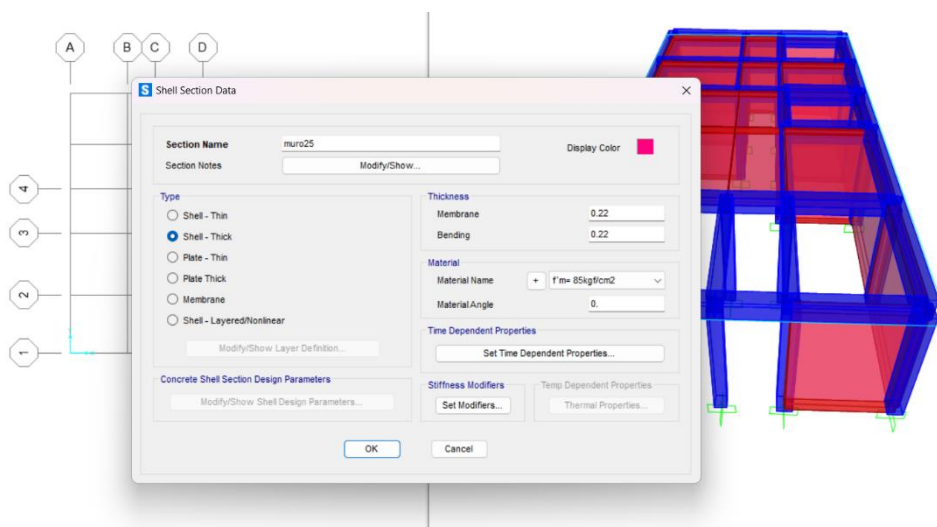 A
B
C
D
4
3
2
1
S
Shell Section Data
Section Name
muro25
Display Color
Section Notes
Modify/Show...
Type
Shell - Thin
Shell - Thick
Plate - Thin
Plate Thick
Membrane
Shell - Layered/Nonlinear
Modify/Show Layer Definition...
Concrete Shell Section Design Parameters
Modify/Show Shell Design Parameters...
Thickness
Membrane
0.22
Bending
0.22
Material
Material Name
+
f'm= 85kgf/cm2
Material Angle
0.
Time Dependent Properties
Set Time Dependent Properties...
Stiffness Modifiers
Set Modifiers...
Temp Dependent Properties
Thermal Properties...
OK
Cancel